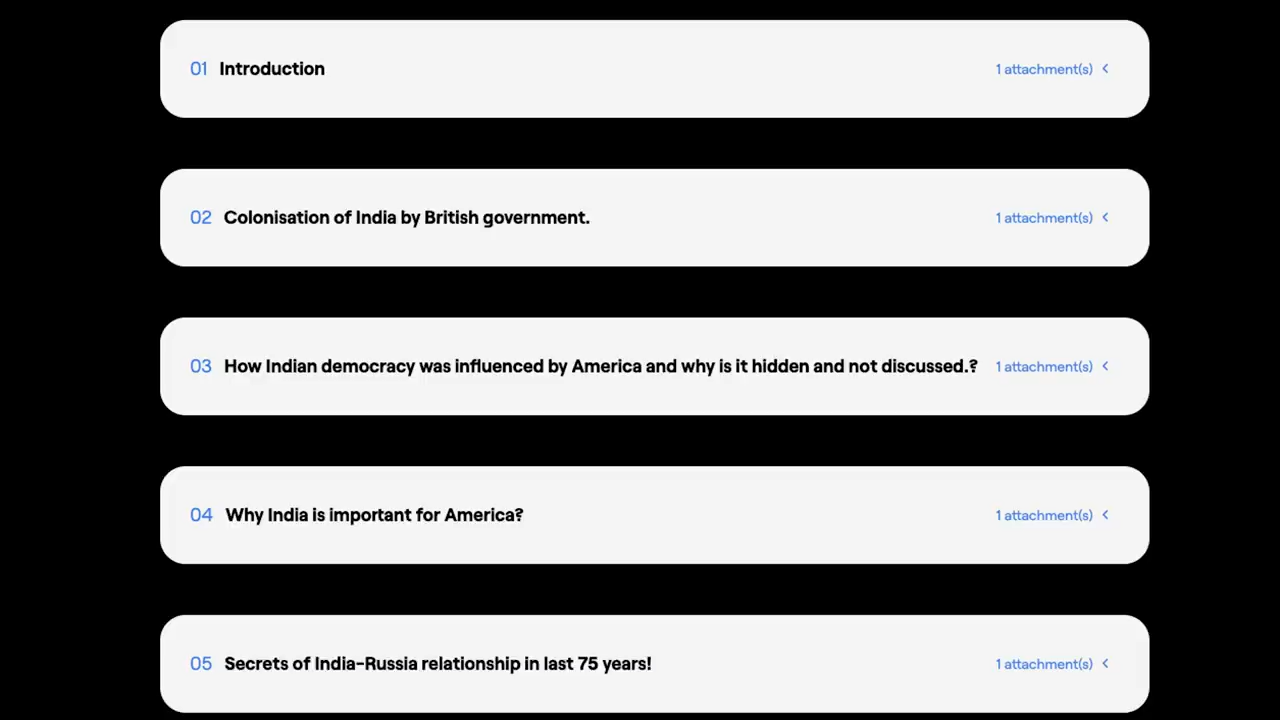 01 Introduction 1 attachment(s)
02 Colonisation of India by British government. 1 attachment(s)
03 How Indian democracy was influenced by America and why is it hidden and not discussed.? 1 attachment(s)
04 Why India is important for America? 1 attachment(s)
05 Secrets of India-Russia relationship in last 75 years! 1 attachment(s)